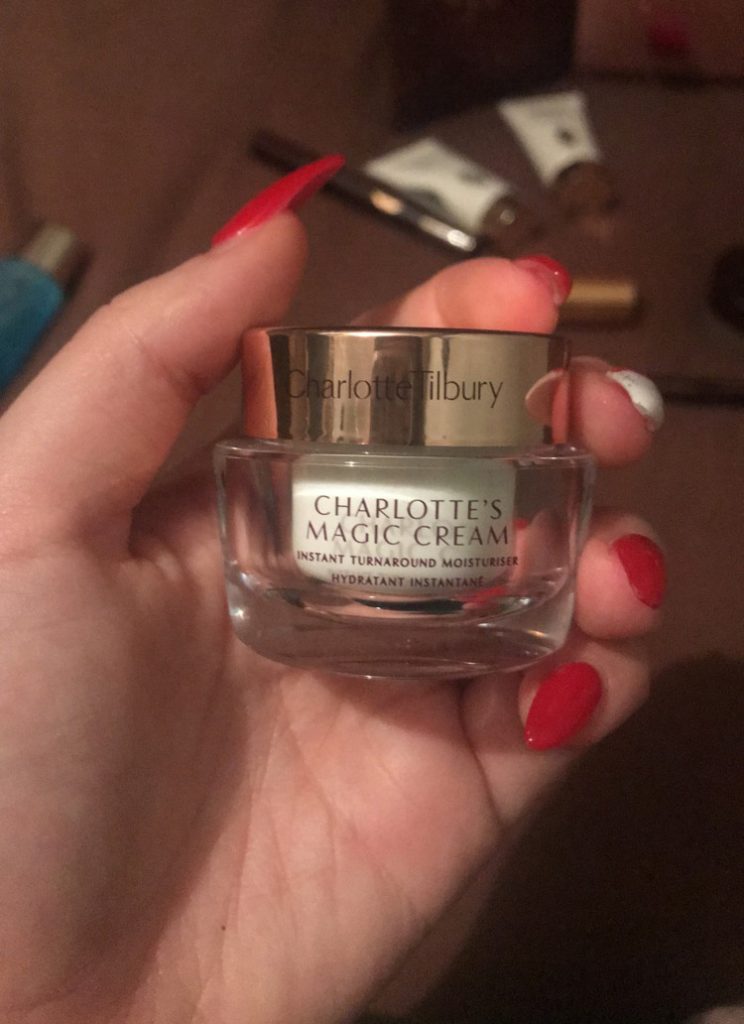 Charlotte Tilbury
CHARLOTTE'S
MAGIC CREAM
INSTANT TURNAROUND MOISTURISER
HYDRATANT INSTANTANÉ